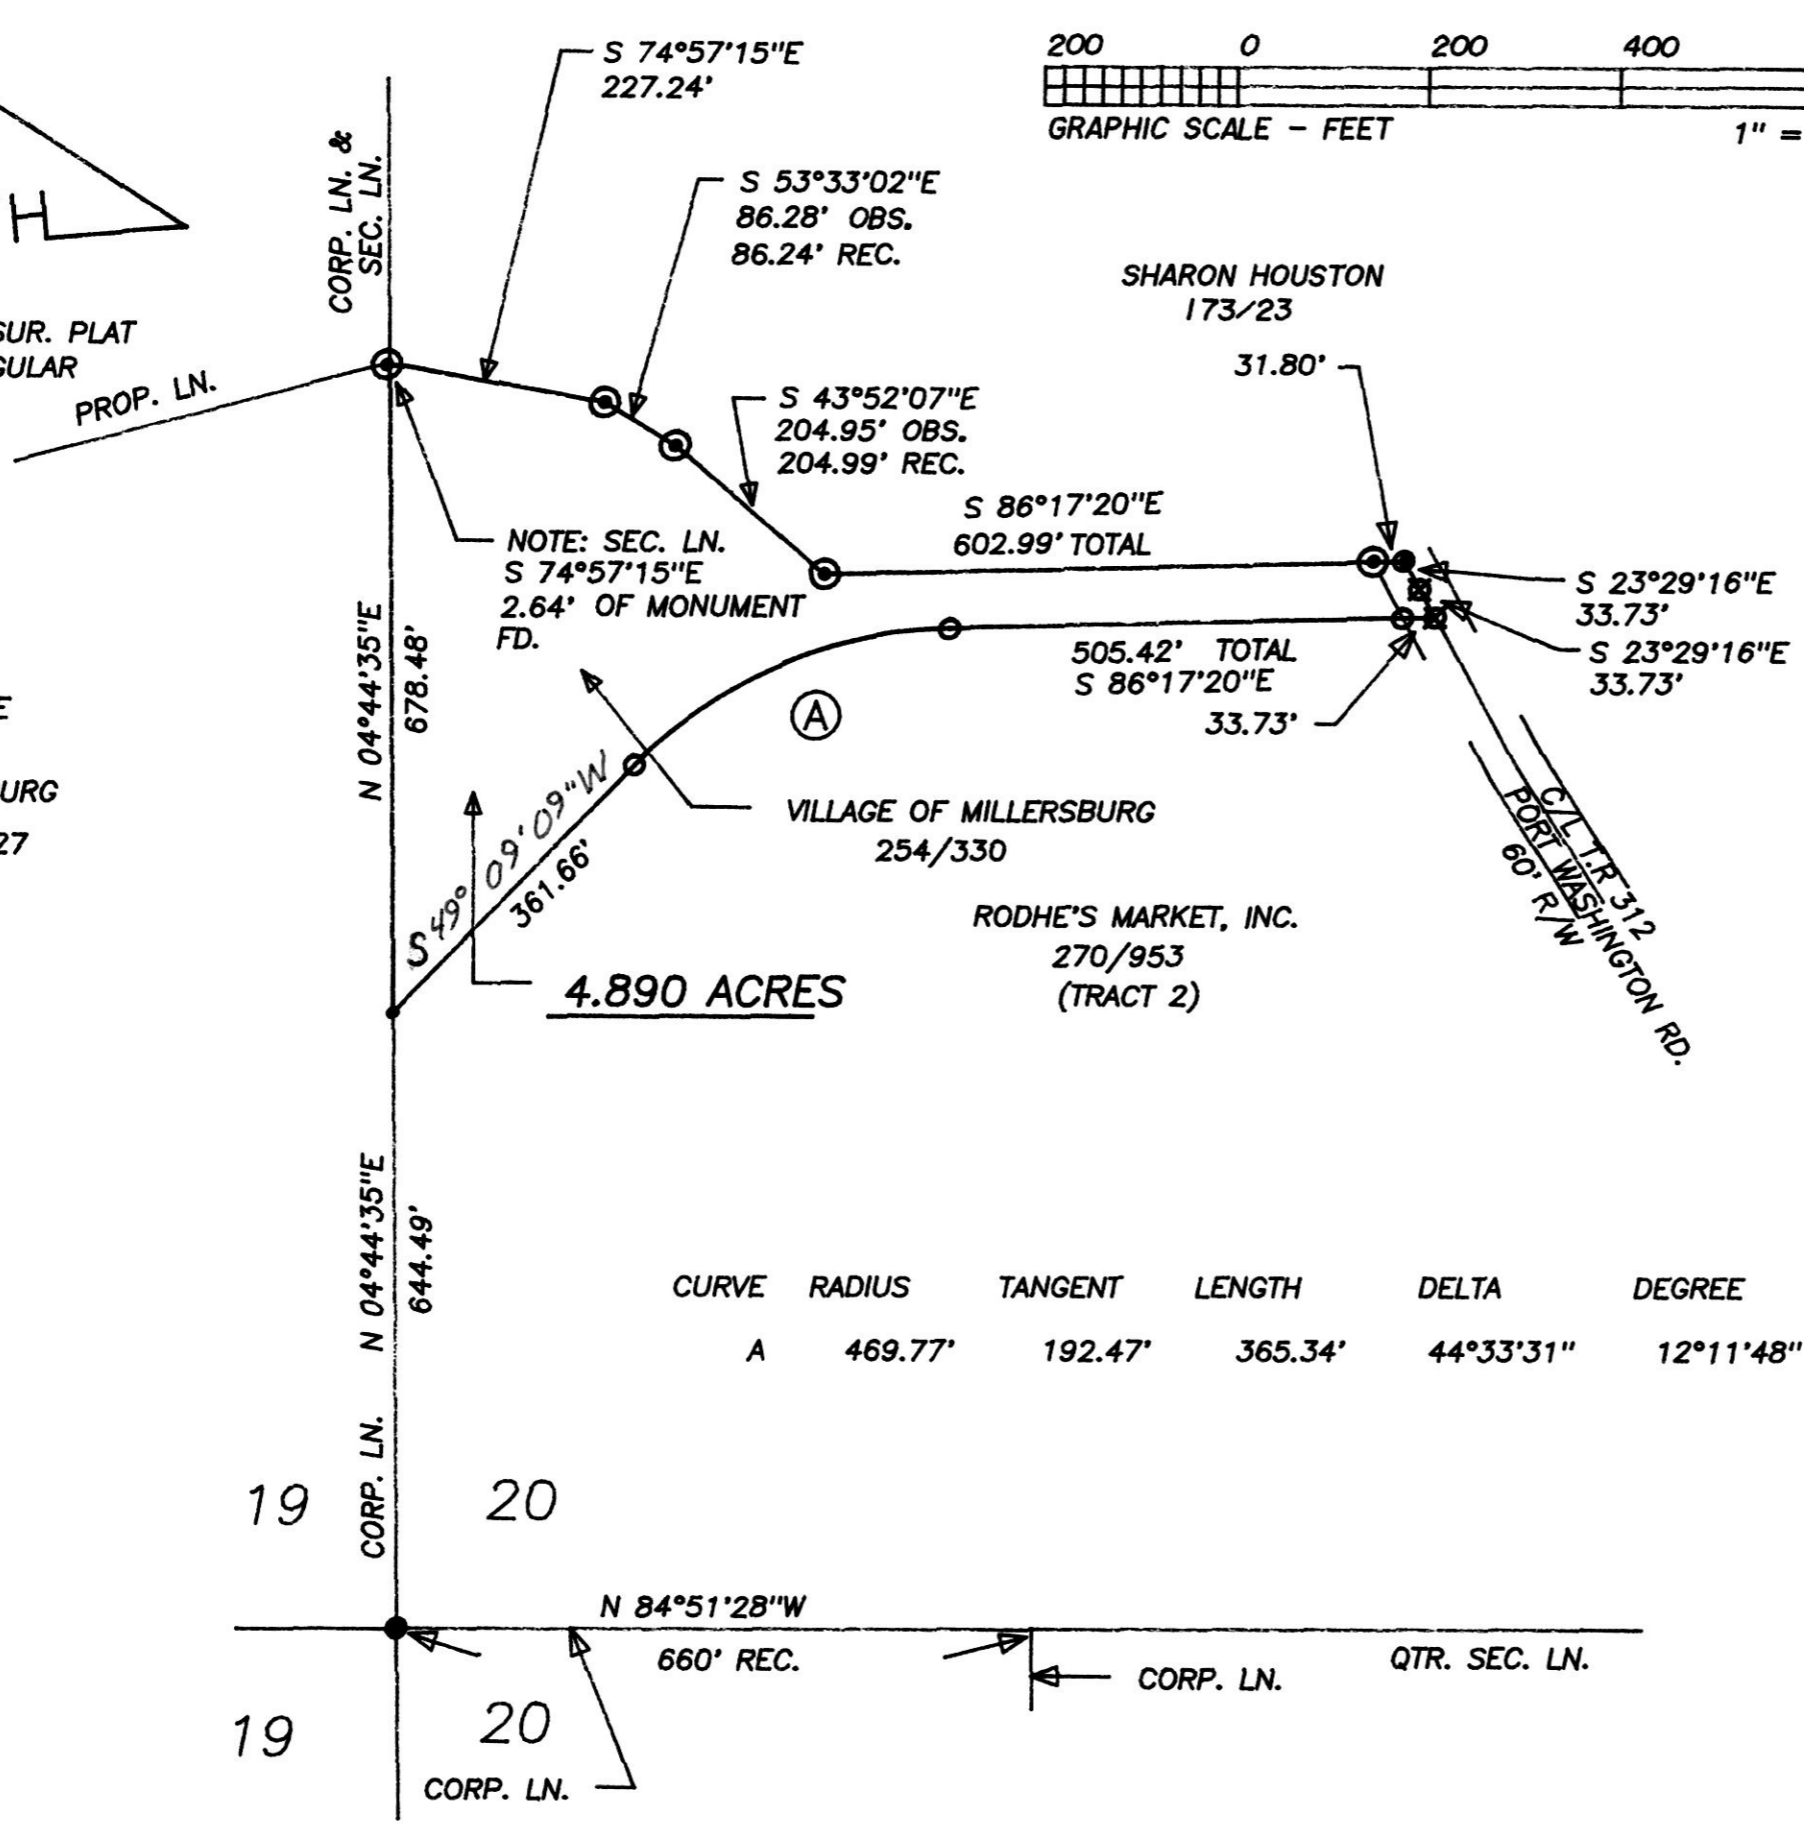 S 74°57'15"E
227.24'
200 0 200 400
GRAPHIC SCALE - FEET
1" =
CORP. LN. &
SEC. LN.
H
S 53°33'02"E
86.28' OBS.
86.24' REC.
SHARON HOUSTON
173/23
31.80'
SUR. PLAT
GULAR
PROP. LN.
S 43°52'07"E
204.95' OBS.
204.99' REC.
S 86°17'20"E
602.99' TOTAL
NOTE: SEC. LN.
S 74°57'15"E
2.64' OF MONUMENT
FD.
S 23°29'16"E
33.73'
S 23°29'16"E
33.73'
505.42' TOTAL
S 86°17'20"E
33.73'
N 04°44'35"E
678.48'
E
URG
27
A
S 49° 09' 09"W
361.66'
VILLAGE OF MILLERSBURG
254/330
C/L T.R 312
PORT WASHINGTON RD.
60' R/W
RODHE'S MARKET, INC.
270/953
(TRACT 2)
4.890 ACRES
N 04°44'35"E
644.49'
CURVE RADIUS TANGENT LENGTH DELTA DEGREE
A 469.77' 192.47' 365.34' 44°33'31" 12°11'48"
CORP. LN.
19 20
N 84°51'28"W
660' REC.
QTR. SEC. LN.
CORP. LN.
19 20
CORP. LN.